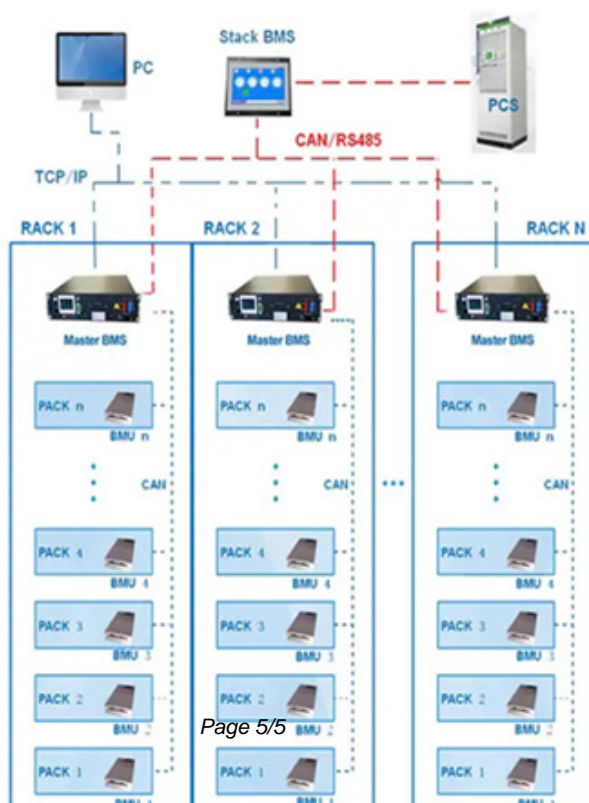 Stack BMS
PC
PCS
CAN/RS485
TCP/IP
RACK 1 RACK 2 RACK N
Master BMS Master BMS Master BMS
PACK n PACK n PACK n
BMU n BMU n BMU n
CAN CAN CAN
PACK 4 PACK 4 PACK 4
BMU 4 BMU 4 BMU 4
PACK 3 PACK 3 PACK 3
BMU 3 BMU 3 BMU 3
PACK 2 PACK 2 PACK 2
BMU 2 BMU 2 BMU 2
Page 5/5
PACK 1 PACK 1 PACK 1